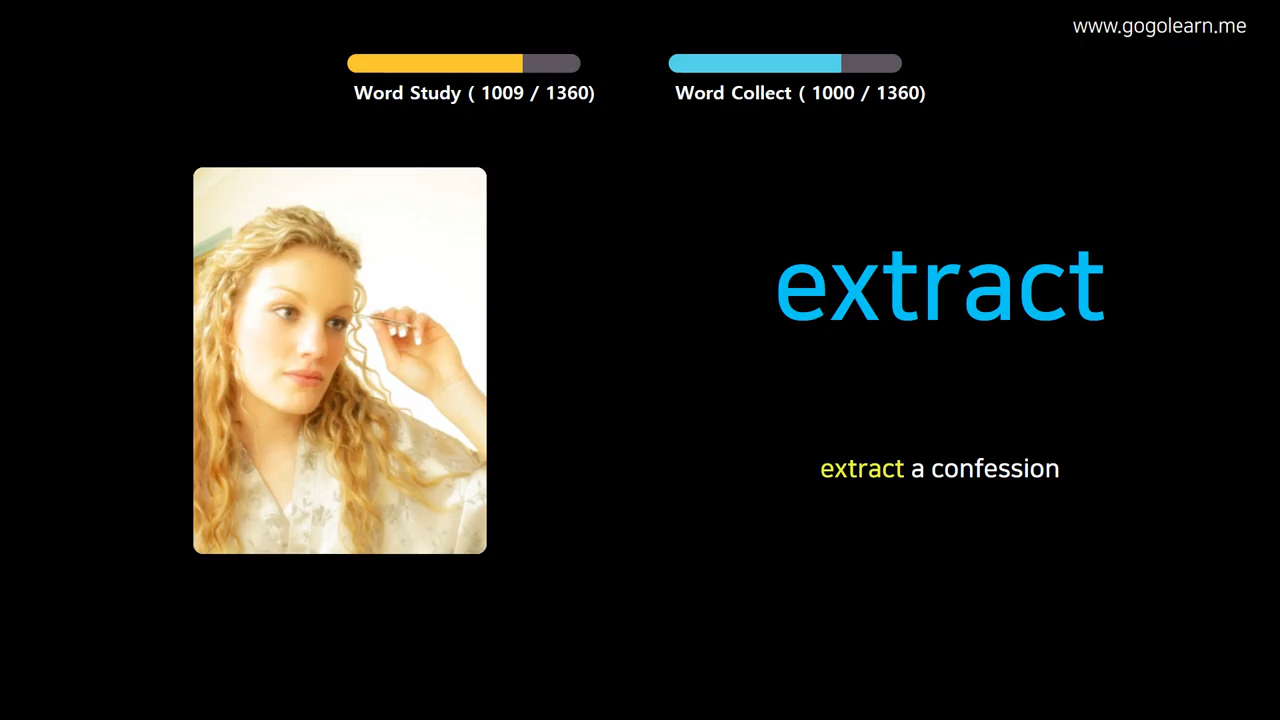 www.gogolearn.me
Word Study ( 1009 / 1360)
Word Collect ( 1000 / 1360)
extract
extract a confession